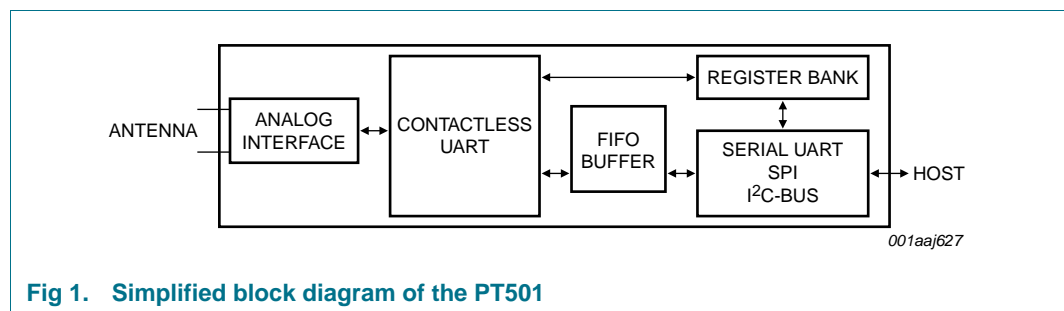 ANTENNA
ANALOG
INTERFACE
CONTACTLESS
UART
FIFO
BUFFER
REGISTER BANK
SERIAL UART
SPI
I²C-BUS
HOST
001aaj627
Fig 1. Simplified block diagram of the PT501